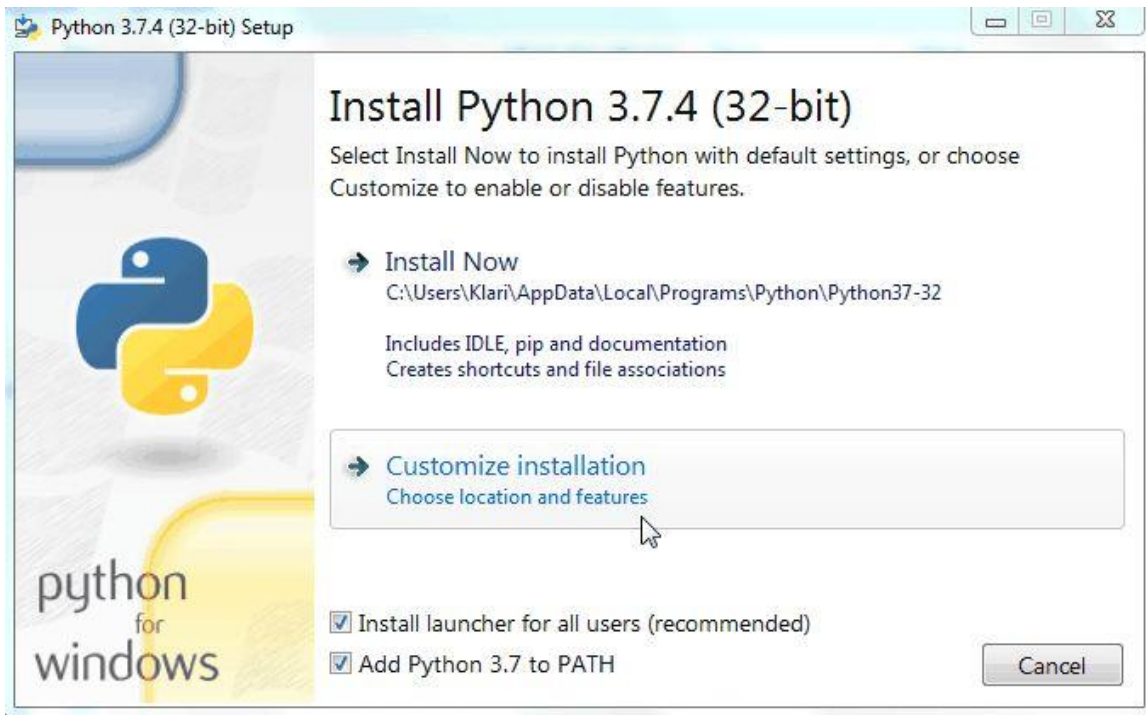 Python 3.7.4 (32-bit) Setup
Install Python 3.7.4 (32-bit)
Select Install Now to install Python with default settings, or choose
Customize to enable or disable features.
Install Now
C:\Users\Klari\AppData\Local\Programs\Python\Python37-32
Includes IDLE, pip and documentation
Creates shortcuts and file associations
Customize installation
Choose location and features
python
for
windows
Install launcher for all users (recommended)
Add Python 3.7 to PATH
Cancel